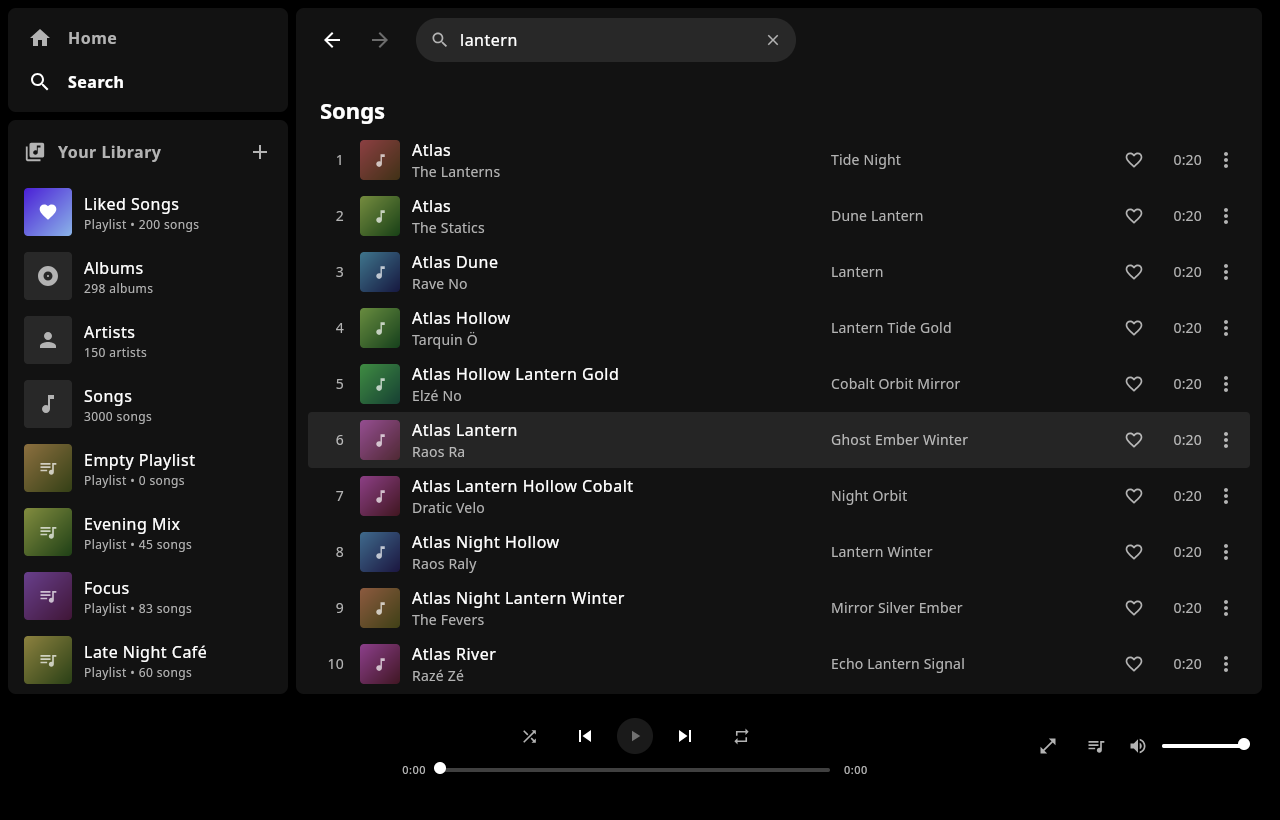 Home
Search
Your Library
Liked Songs
Playlist • 200 songs
Albums
298 albums
Artists
150 artists
Songs
3000 songs
Empty Playlist
Playlist • 0 songs
Evening Mix
Playlist • 45 songs
Focus
Playlist • 83 songs
Late Night Café
Playlist • 60 songs
lantern
Songs
1 Atlas The Lanterns Tide Night 0:20
2 Atlas The Statics Dune Lantern 0:20
3 Atlas Dune Rave No Lantern 0:20
4 Atlas Hollow Tarquin Ö Lantern Tide Gold 0:20
5 Atlas Hollow Lantern Gold Elzé No Cobalt Orbit Mirror 0:20
6 Atlas Lantern Raos Ra Ghost Ember Winter 0:20
7 Atlas Lantern Hollow Cobalt Dratic Velo Night Orbit 0:20
8 Atlas Night Hollow Raos Raly Lantern Winter 0:20
9 Atlas Night Lantern Winter The Fevers Mirror Silver Ember 0:20
10 Atlas River Razé Zé Echo Lantern Signal 0:20
0:00 0:00